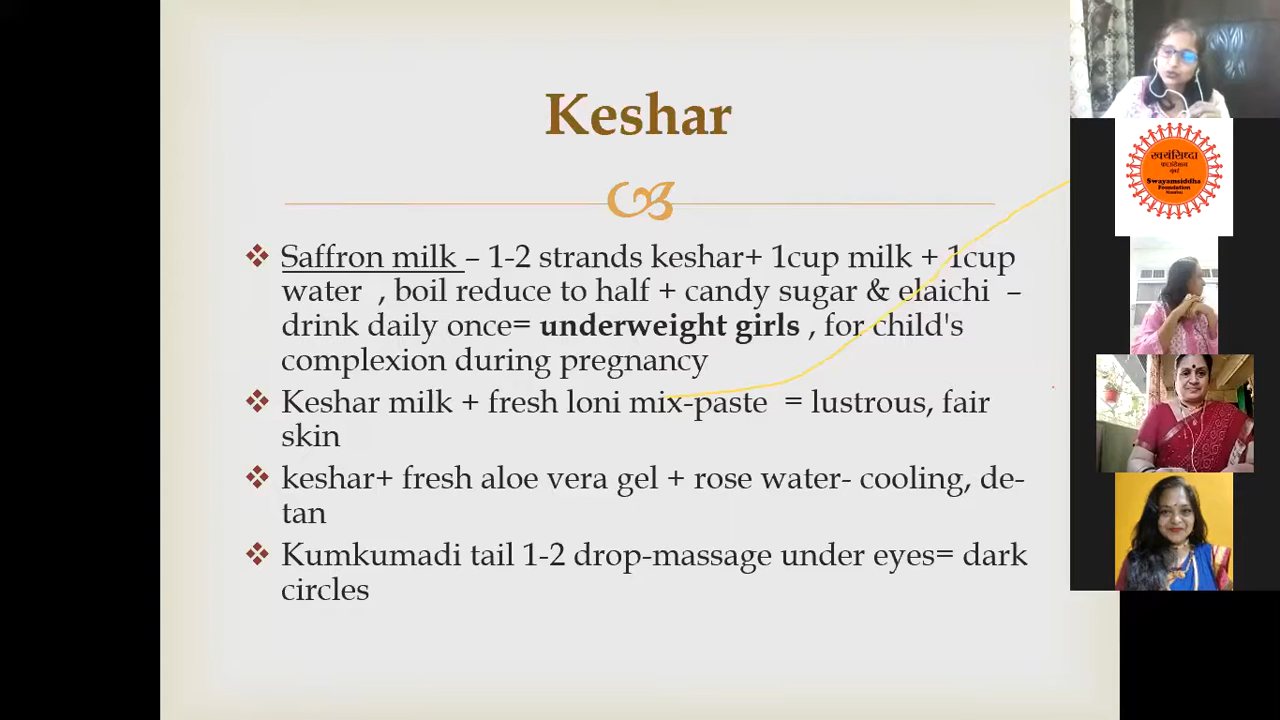 Keshar
Saffron milk – 1-2 strands keshar+ 1cup milk + 1cup
water , boil reduce to half + candy sugar & elaichi –
drink daily once= underweight girls , for child's
complexion during pregnancy
Keshar milk + fresh loni mix-paste = lustrous, fair
skin
keshar+ fresh aloe vera gel + rose water- cooling, de-
tan
Kumkumadi tail 1-2 drop-massage under eyes= dark
circles
स्वयंसिध्दा
फाउंडेशन
मुंबई
Swayamsiddha
Foundation
Mumbai